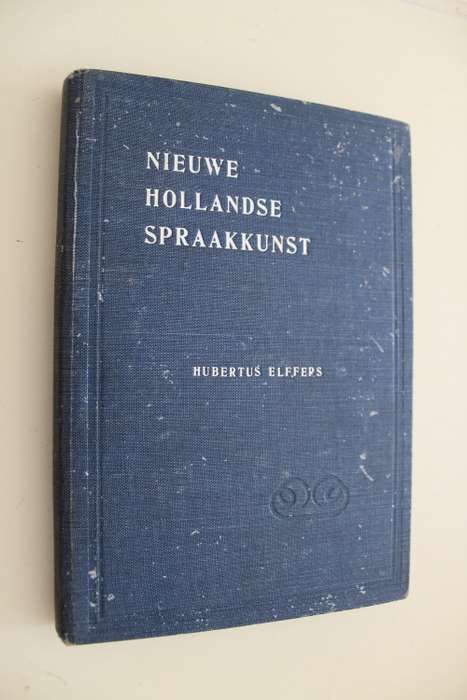 NIEUWE
HOLLANDSE
SPRAAKKUNST
HUBERTUS ELFFERS